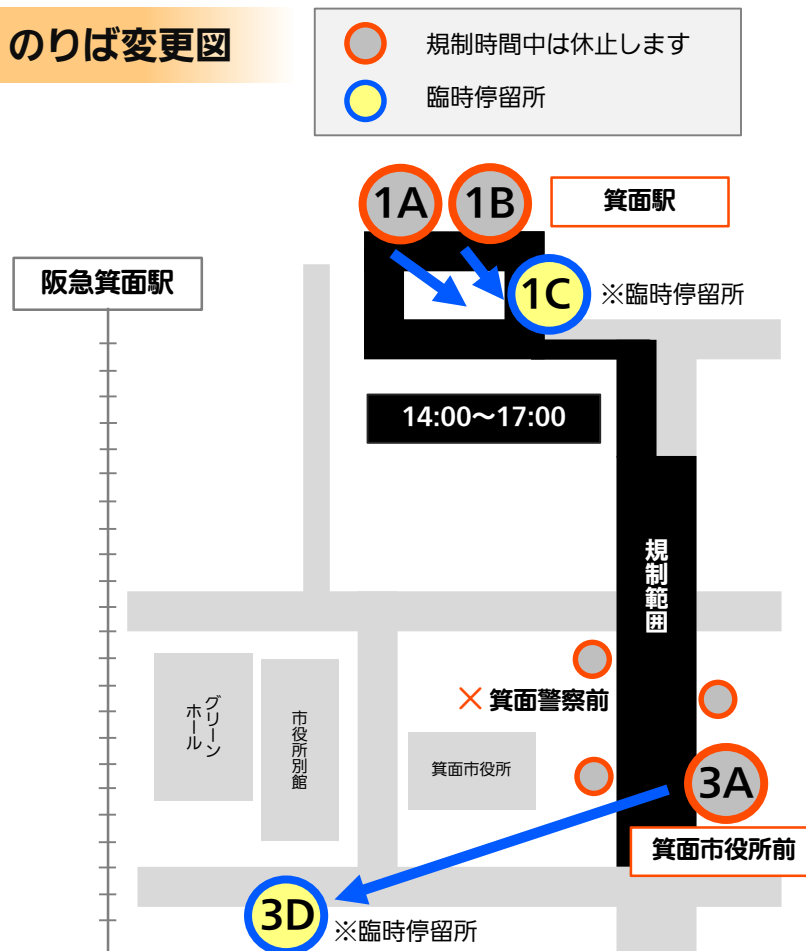 のりば変更図
規制時間中は休止します
臨時停留所
1A
1B
箕面駅
阪急箕面駅
1C
※臨時停留所
14:00～17:00
規制範囲
グリーン
ホール
市役所別館
× 箕面警察前
箕面市役所
3A
箕面市役所前
3D
※臨時停留所